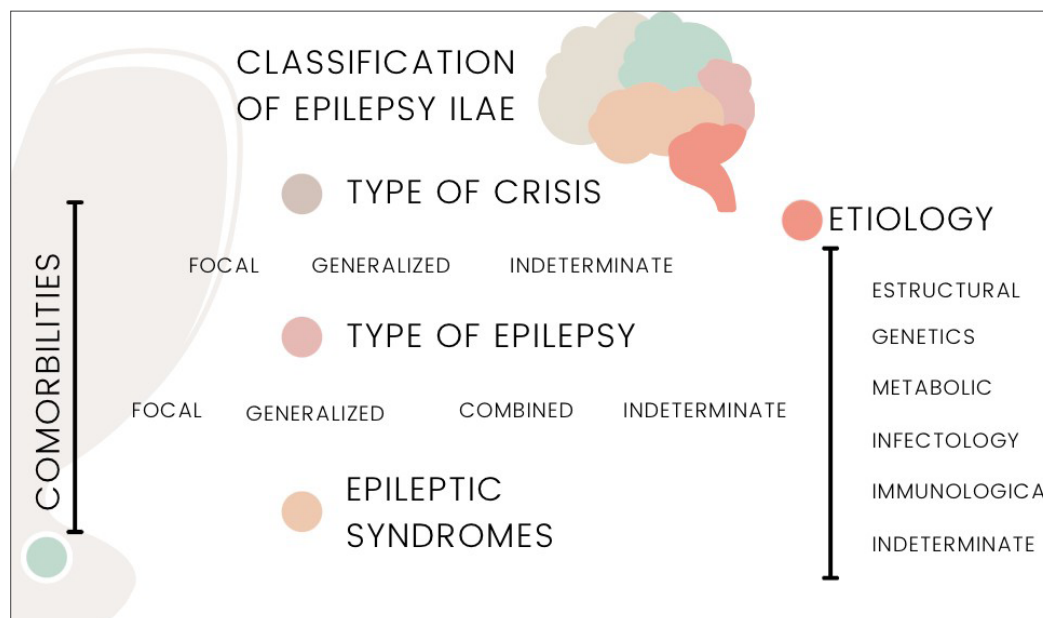 CLASSIFICATION
OF EPILEPSY ILAE
TYPE OF CRISIS
FOCAL GENERALIZED INDETERMINATE
TYPE OF EPILEPSY
FOCAL GENERALIZED COMBINED INDETERMINATE
EPILEPTIC
SYNDROMES
COMORBILITIES
ETIOLOGY
ESTRUCTURAL
GENETICS
METABOLIC
INFECTOLOGY
IMMUNOLOGICA
INDETERMINATE